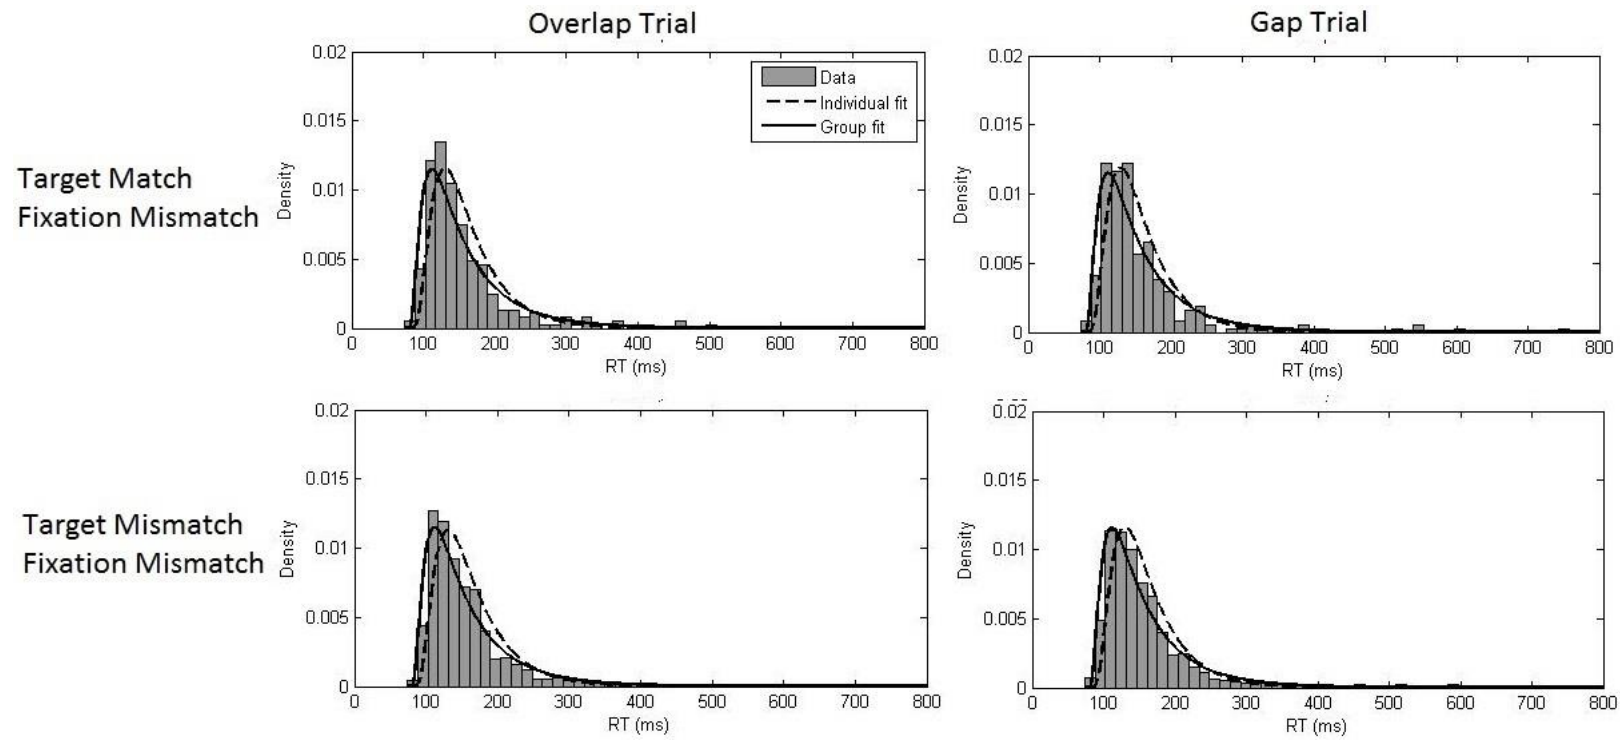 Overlap Trial
Gap Trial
Target Match
Fixation Mismatch
Density
0.02
0.015
0.01
0.005
0
Data
Individual fit
Group fit
0 100 200 300 400 500 600 700 800
RT (ms)
Density
0.02
0.015
0.01
0.005
0
0 100 200 300 400 500 600 700 800
RT (ms)
Target Mismatch
Fixation Mismatch
Density
0.02
0.015
0.01
0.005
0
0 100 200 300 400 500 600 700 800
RT (ms)
Density
0.02
0.015
0.01
0.005
0
0 100 200 300 400 500 600 700 800
RT (ms)